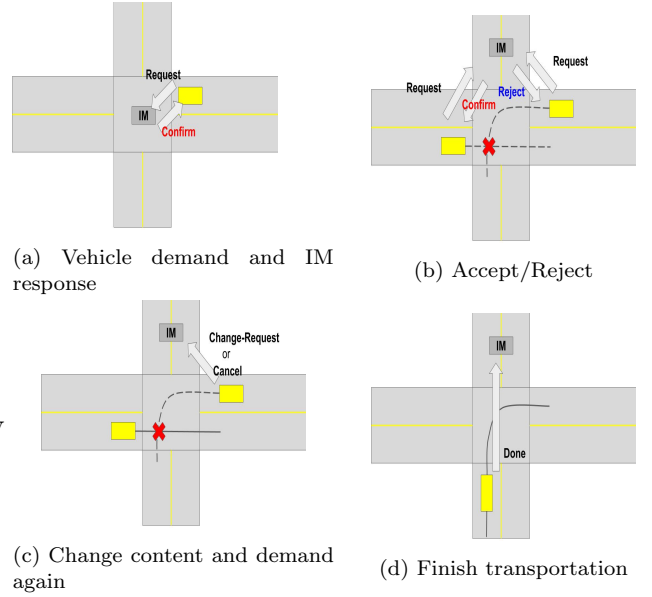 Request
IM
Confirm
(a) Vehicle demand and IM
response
IM
Request
Request
Confirm
Reject
(b) Accept/Reject
IM
Change-Request
or
Cancel
(c) Change content and demand
again
IM
Done
(d) Finish transportation